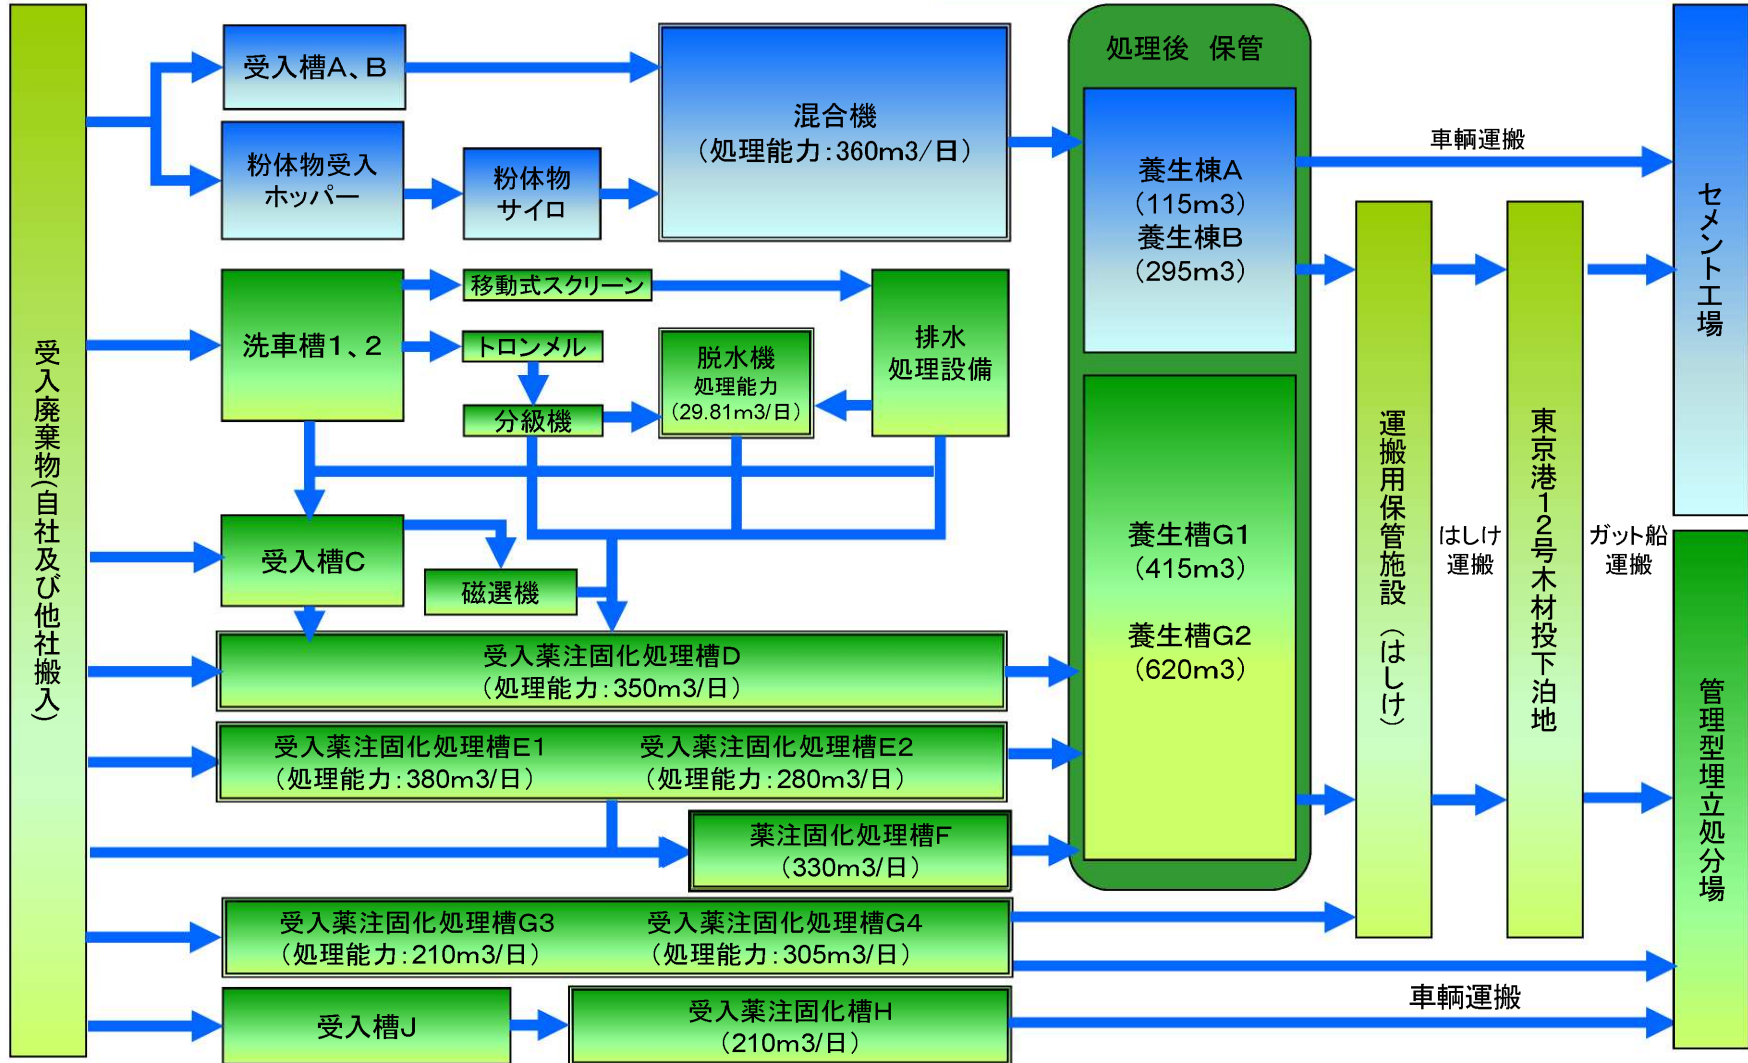 受入廃棄物(自社及び他社搬入)
受入槽A、B
粉体物受入
ホッパー
粉体物
サイロ
混合機
(処理能力:360m3/日)
洗車槽1、2
移動式スクリーン
トロンメル
分級機
脱水機
処理能力
(29.81m3/日)
排水
処理設備
受入槽C
磁選機
受入薬注固化処理槽D
(処理能力:350m3/日)
受入薬注固化処理槽E1
(処理能力:380m3/日)
受入薬注固化処理槽E2
(処理能力:280m3/日)
薬注固化処理槽F
(330m3/日)
受入薬注固化処理槽G3
(処理能力:210m3/日)
受入薬注固化処理槽G4
(処理能力:305m3/日)
受入槽J
受入薬注固化槽H
(210m3/日)
処理後 保管
養生棟A
(115m3)
養生棟B
(295m3)
養生槽G1
(415m3)
養生槽G2
(620m3)
車輌運搬
運搬用保管施設(はしけ)
はしけ
運搬
東京港12号木材投下泊地
ガット船
運搬
車輌運搬
セメント工場
管理型埋立処分場